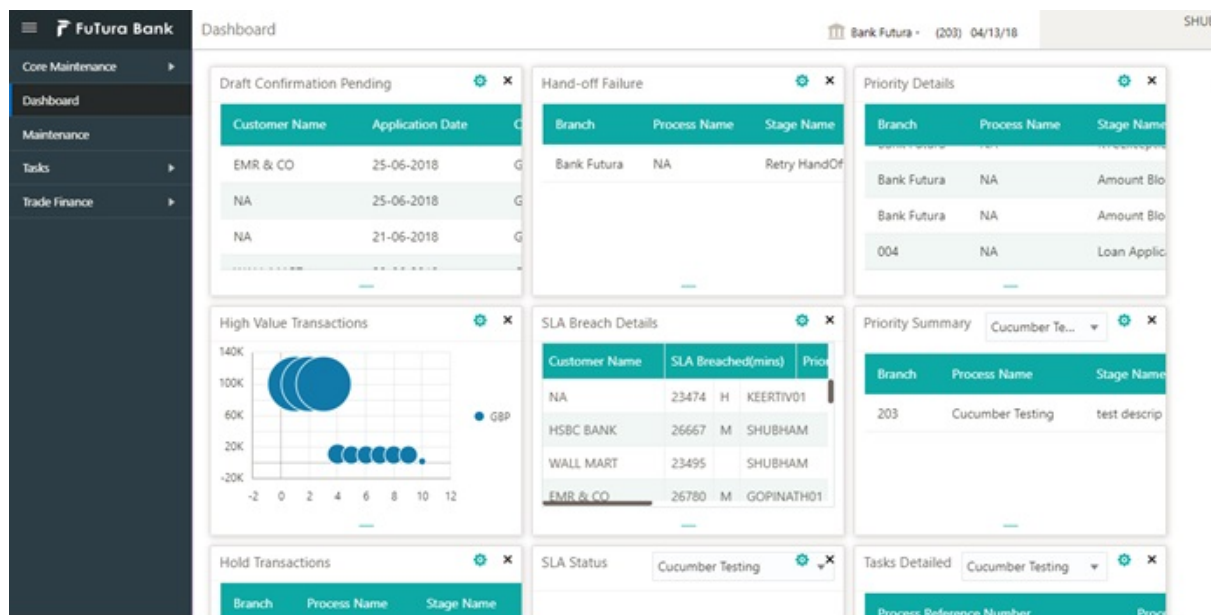 FuTura Bank
Dashboard
Bank Futura - (203) 04/13/18
Core Maintenance
Dashboard
Maintenance
Tasks
Trade Finance
Draft Confirmation Pending
Customer Name Application Date
EMR & CO 25-06-2018 G
NA 25-06-2018 G
NA 21-06-2018 G
Hand-off Failure
Branch Process Name Stage Name
Bank Futura NA Retry HandOf
Priority Details
Branch Process Name Stage Name
Bank Futura NA Amount Blo
Bank Futura NA Amount Blo
004 NA Loan Applic
High Value Transactions
140K
100K
60K
20K
-20K
-2 0 2 4 6 8 10 12
GBP
SLA Breach Details
Customer Name SLA Breached(mins) Prior
NA 23474 H KEERTIV01
HSBC BANK 26667 M SHUBHAM
WALL MART 23495 SHUBHAM
EMR & CO 26780 M GOPINATH01
Priority Summary Cucumber Te...
Branch Process Name Stage Name
203 Cucumber Testing test descrip
Hold Transactions
Branch Process Name Stage Name
SLA Status Cucumber Testing
Tasks Detailed Cucumber Testing
Process Reference Number Proce